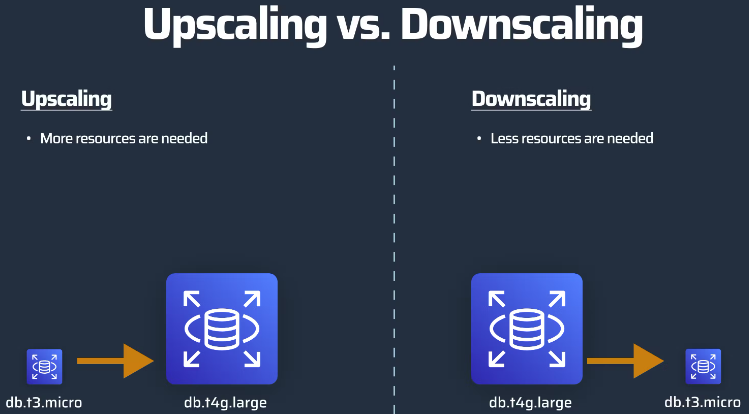 Upscaling vs. Downscaling
Upscaling
• More resources are needed
db.t3.micro
db.t4g.large
Downscaling
• Less resources are needed
db.t4g.large
db.t3.micro